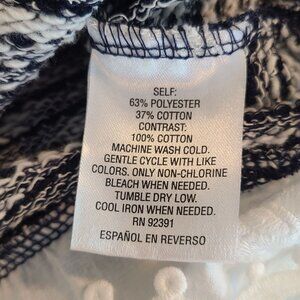 SELF:
63% POLYESTER
37% COTTON
CONTRAST:
100% COTTON
MACHINE WASH COLD.
GENTLE CYCLE WITH LIKE
COLORS. ONLY NON-CHLORINE
BLEACH WHEN NEEDED.
TUMBLE DRY LOW.
COOL IRON WHEN NEEDED.
RN 92391
ESPAÑOL EN REVERSO